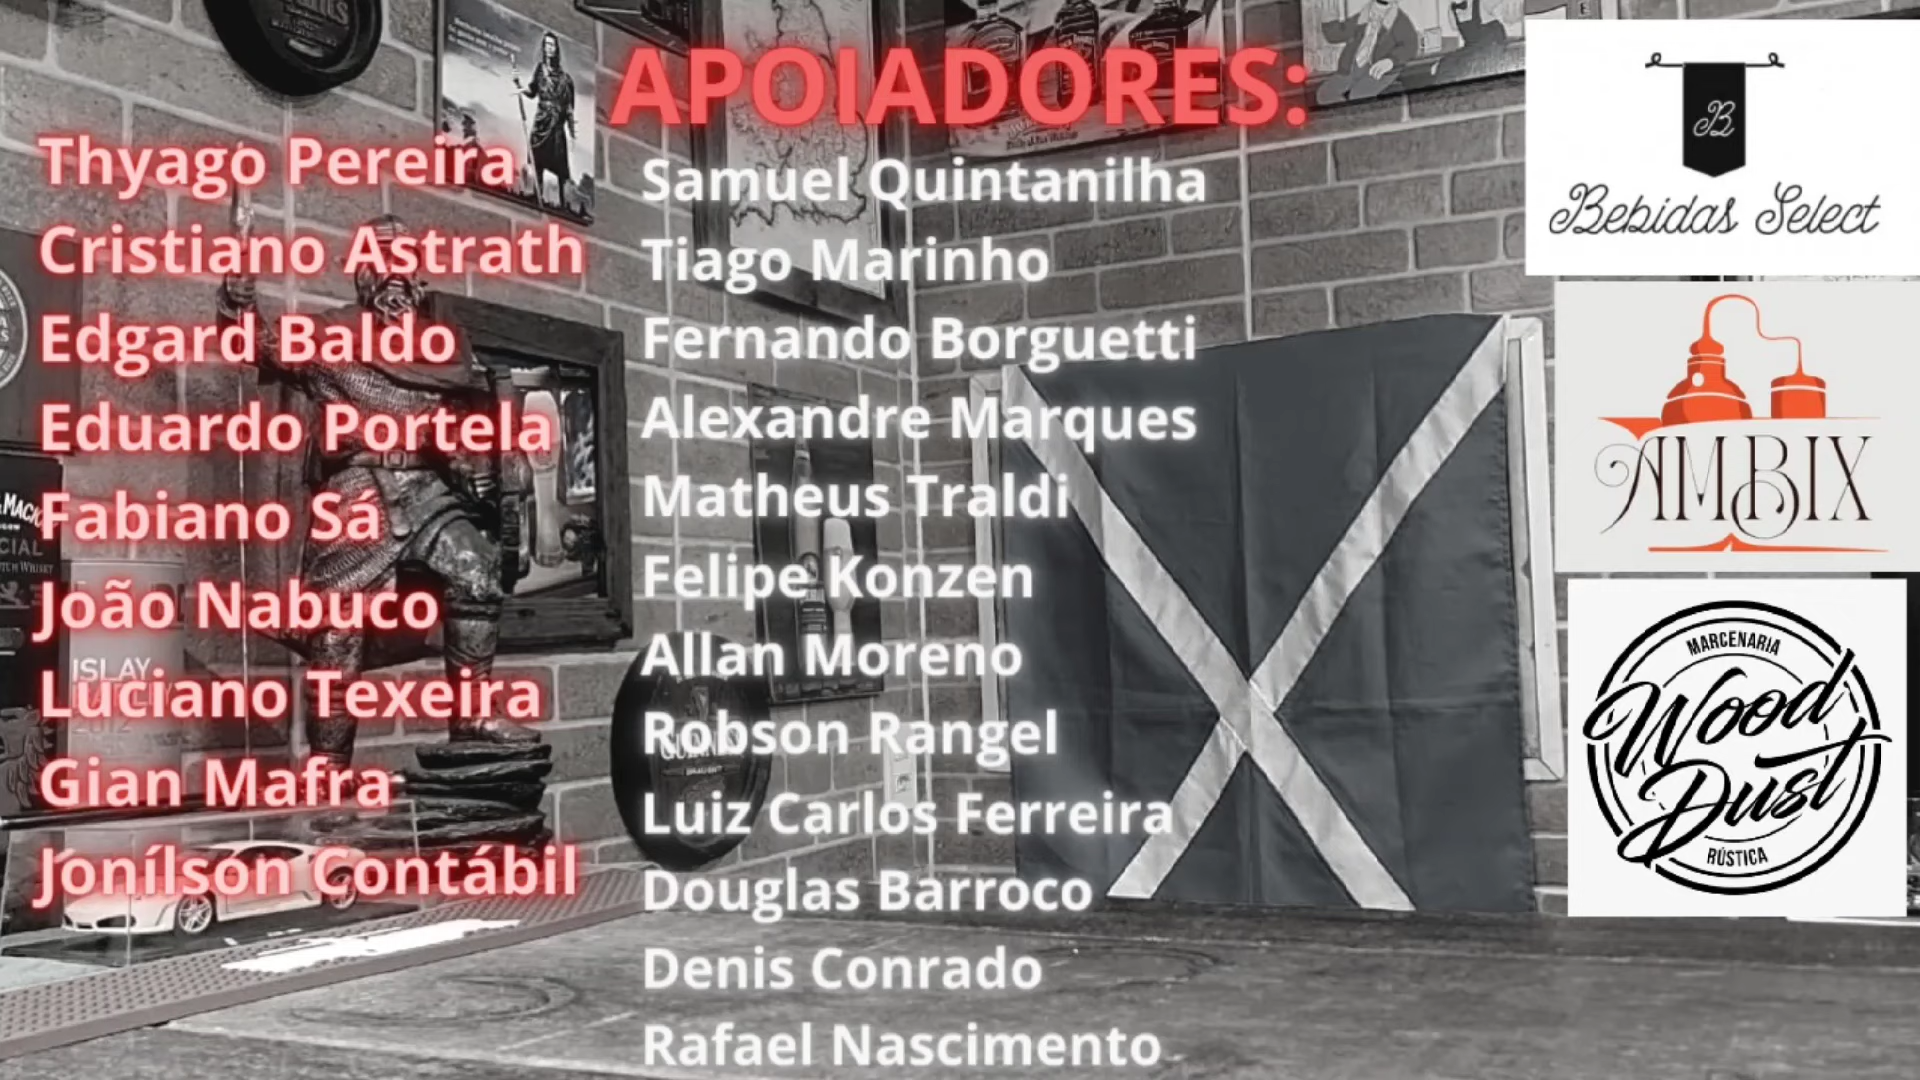 APOIADORES:
Thyago Pereira
Cristiano Astrath
Edgard Baldo
Eduardo Portela
Fabiano Sá
João Nabuco
Luciano Texeira
Gian Mafra
Jonílson Contábil
Samuel Quintanilha
Tiago Marinho
Fernando Borguetti
Alexandre Marques
Matheus Traldi
Felipe Konzen
Allan Moreno
Robson Rangel
Luiz Carlos Ferreira
Douglas Barroco
Denis Conrado
Rafael Nascimento
B
Bebidas Select
AMBIX
MARCENARIA
Wood
Dust
RÚSTICA
ISLAY